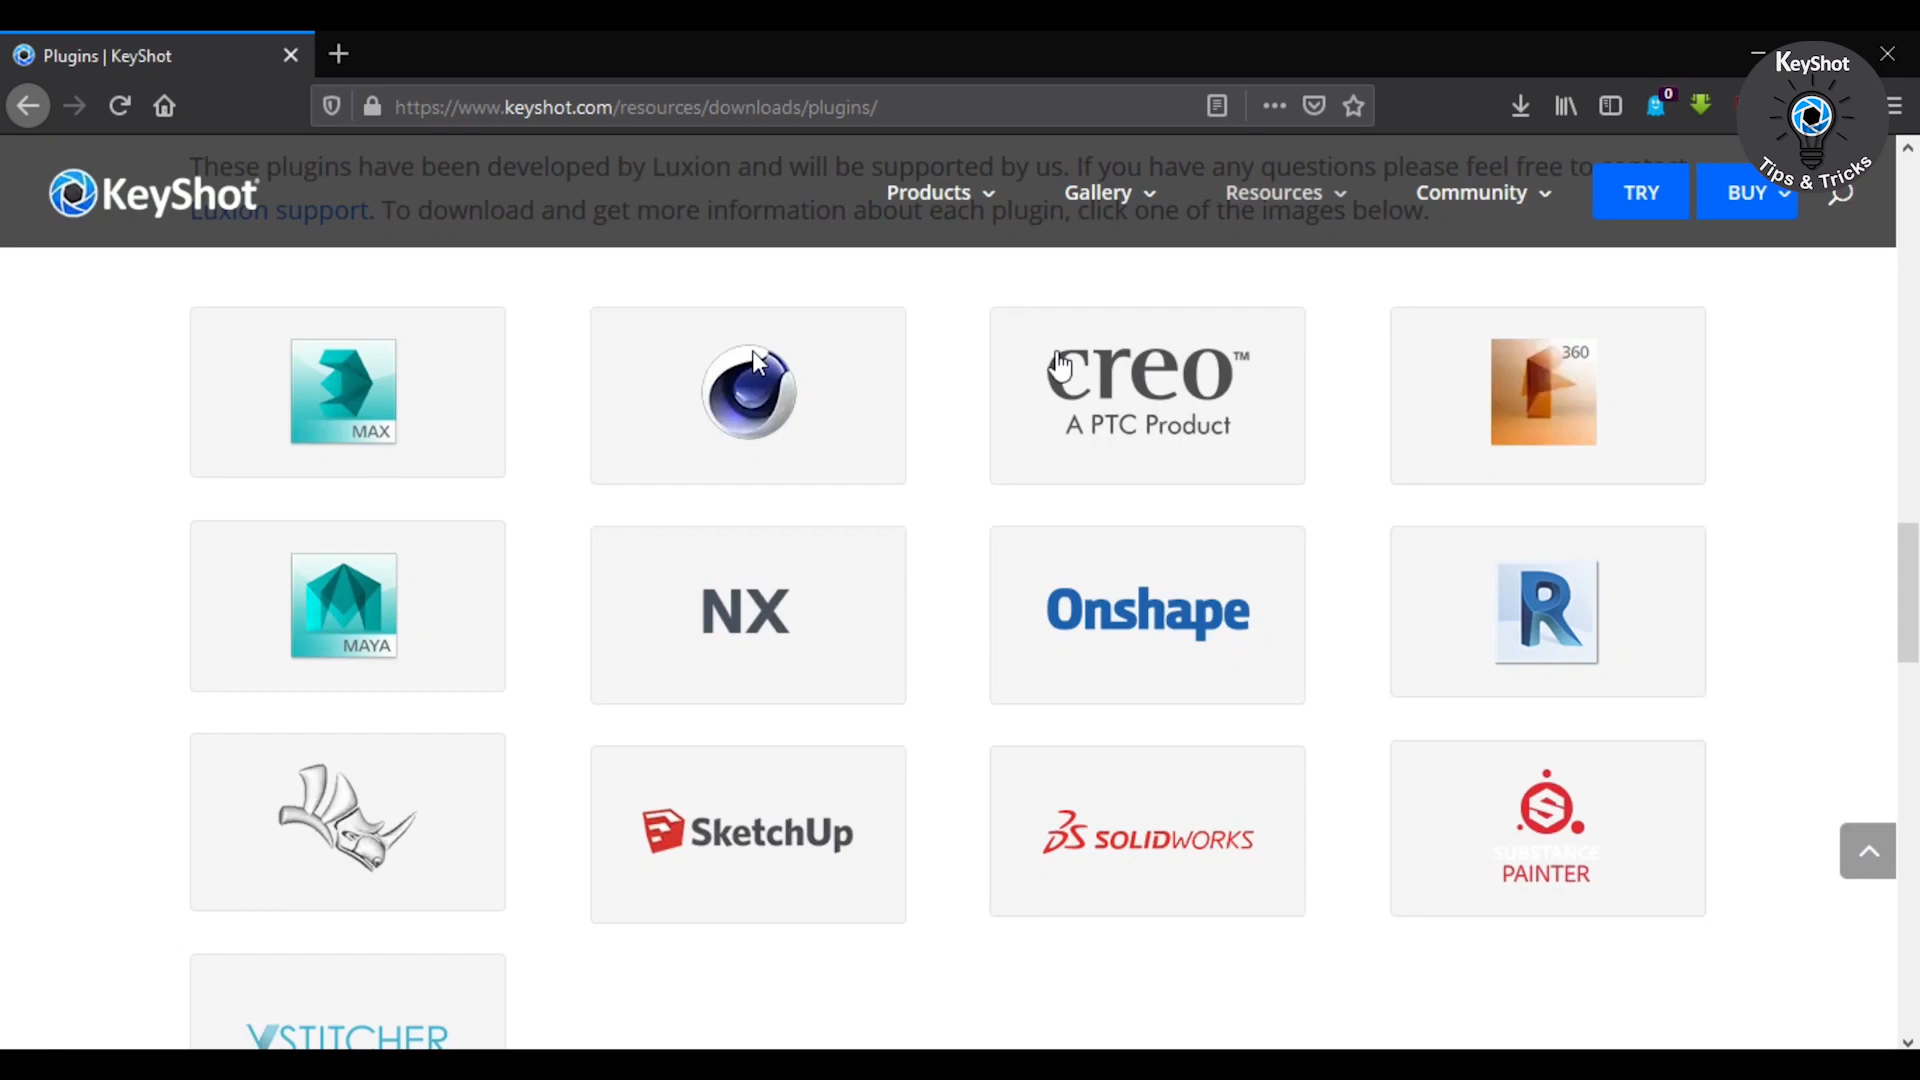 Plugins | KeyShot
KeyShot
https://www.keyshot.com/resources/downloads/plugins/
0
Tips & Tricks
These plugins have been developed by Luxion and will be supported by us. If you have any questions please feel free to contact
KeyShot
Products
Gallery
Resources
Community
TRY
BUY
Luxion support. To download and get more information about each plugin, click one of the images below.
MAX
creo™
A PTC Product
360
MAYA
NX
Onshape
R
SketchUp
SOLIDWORKS
SUBSTANCE
PAINTER
VSTITCHER